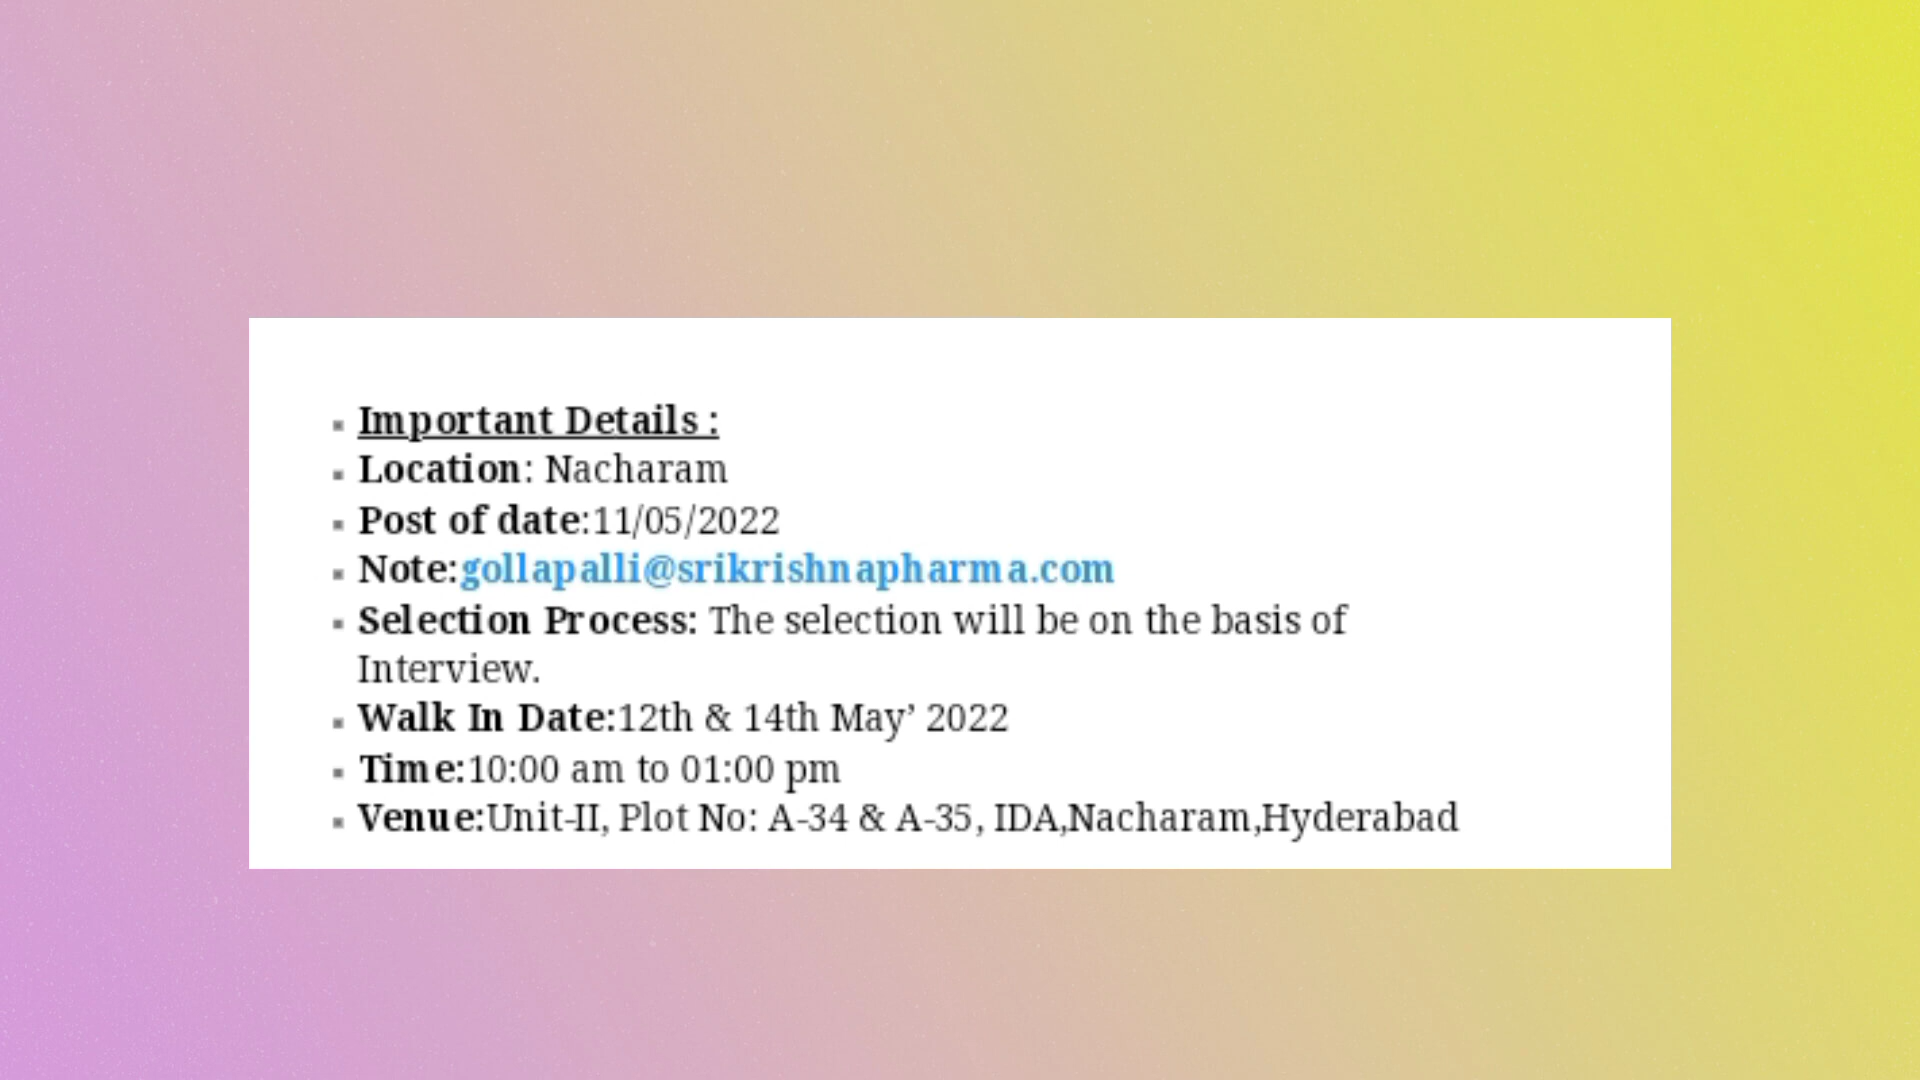 Important Details :
Location: Nacharam
Post of date:11/05/2022
Note:gollapalli@srikrishnapharma.com
Selection Process: The selection will be on the basis of
Interview.
Walk In Date:12th & 14th May’ 2022
Time:10:00 am to 01:00 pm
Venue:Unit-II, Plot No: A-34 & A-35, IDA,Nacharam,Hyderabad